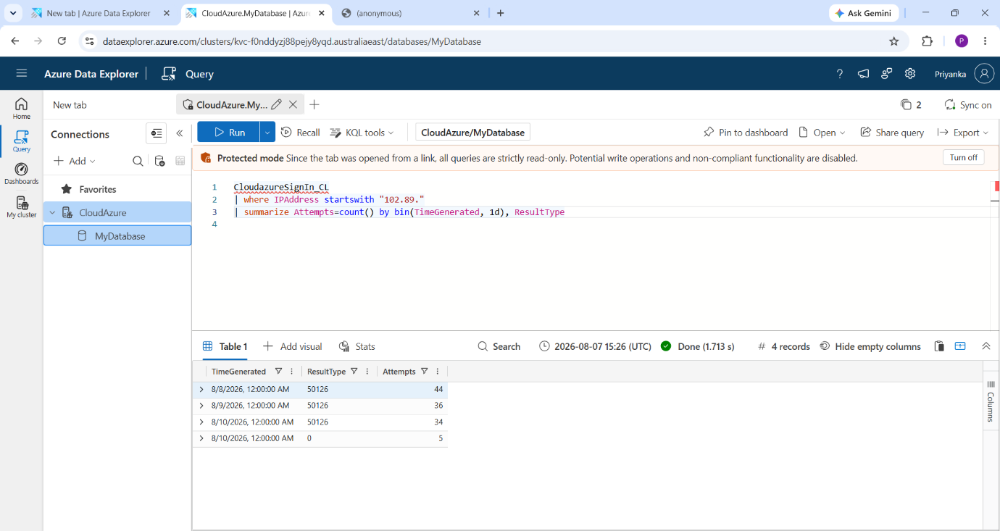 New tab | Azure Data Explorer
CloudAzure.MyDatabase | Azure
(anonymous)
Ask Gemini
dataexplorer.azure.com/clusters/kvc-f0nddyzj88pejy8yqd.australiaeast/databases/MyDatabase
P
Azure Data Explorer
Query
?
Priyanka
Home
Query
Dashboards
My cluster
New tab
CloudAzure.My...
2
Sync on
Connections
Run
Recall
KQL tools
CloudAzure/MyDatabase
Pin to dashboard
Open
Share query
Export
Add
Protected mode Since the tab was opened from a link, all queries are strictly read-only. Potential write operations and non-compliant functionality are disabled.
Turn off
Favorites
CloudAzure
MyDatabase
1 CloudazureSignIn_CL
2 | where IPAddress startswith "102.89."
3 | summarize Attempts=count() by bin(TimeGenerated, 1d), ResultType
4
Table 1
Add visual
Stats
Search
2026-08-07 15:26 (UTC)
Done (1.713 s)
# 4 records
Hide empty columns
TimeGenerated ResultType Attempts
8/8/2026, 12:00:00 AM 50126 44
8/9/2026, 12:00:00 AM 50126 36
8/10/2026, 12:00:00 AM 50126 34
8/10/2026, 12:00:00 AM 0 5
Columns